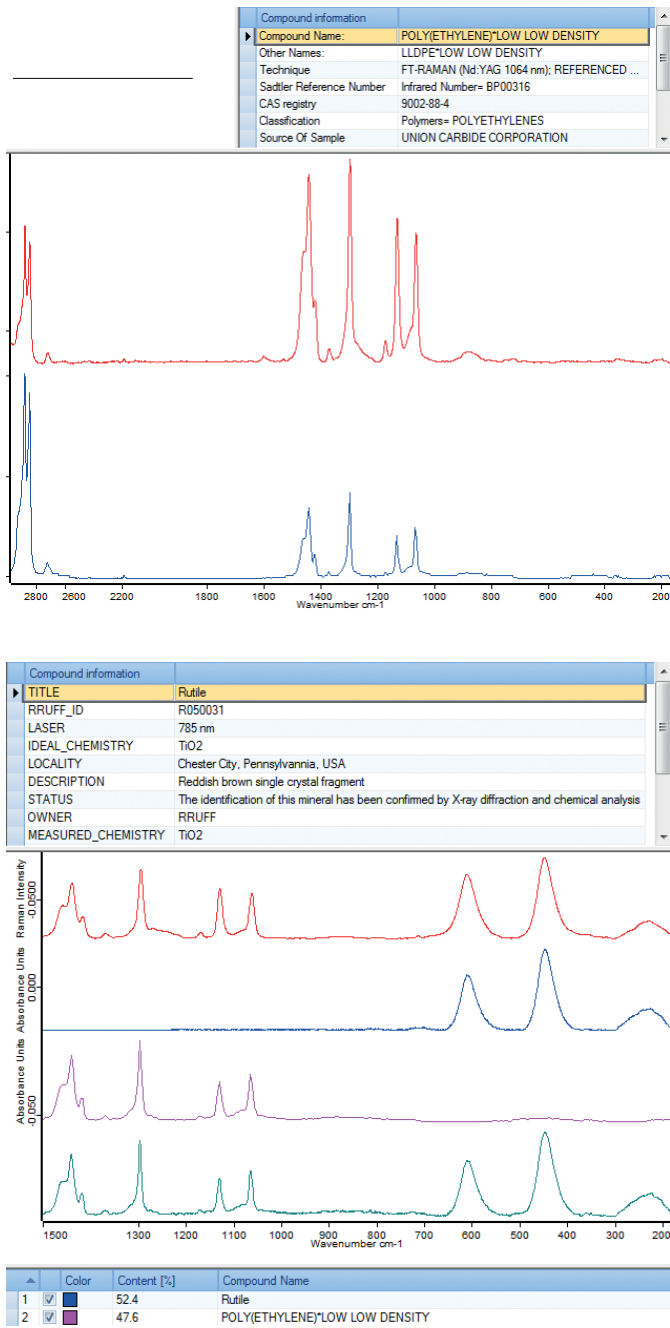 Compound information
Compound Name: POLY(ETHYLENE)*LOW LOW DENSITY
Other Names: LLDPE*LOW LOW DENSITY
Technique FT-RAMAN (Nd:YAG 1064 nm); REFERENCED ...
Sadtler Reference Number Infrared Number= BP00316
CAS registry 9002-88-4
Classification Polymers= POLYETHYLENES
Source Of Sample UNION CARBIDE CORPORATION
2800 2600 2200 1800 1600 1400 1200 1000 800 600 400 200
Wavenumber cm-1
Compound information
TITLE Rutile
RRUFF_ID R050031
LASER 785 nm
IDEAL_CHEMISTRY TiO2
LOCALITY Chester City, Pennsylvannia, USA
DESCRIPTION Reddish brown single crystal fragment
STATUS The identification of this mineral has been confirmed by X-ray diffraction and chemical analysis
OWNER RRUFF
MEASURED_CHEMISTRY TiO2
Raman Intensity
-0.0500
Absorbance Units
0.000
Absorbance Units
-0.050
1500 1300 1200 1100 1000 900 800 700 600 500 400 300 200
Wavenumber cm-1
Color Content [%] Compound Name
1 52.4 Rutile
2 47.6 POLY(ETHYLENE)*LOW LOW DENSITY